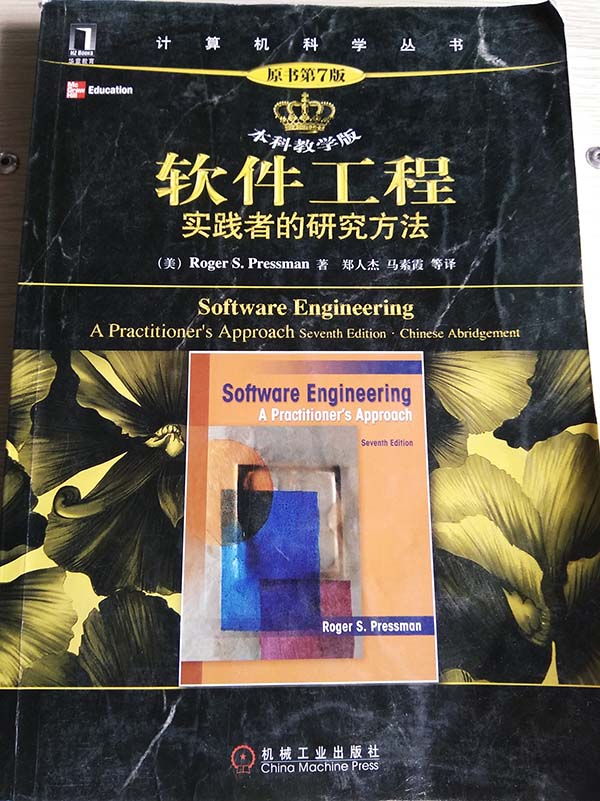 计算机科学丛书
HZ Books
华章教育
原书第7版
Mc
Graw
Hill
Education
本科教学版
软件工程
实践者的研究方法
(美) Roger S. Pressman 著 郑人杰 马素霞 等译
Software Engineering
A Practitioner's Approach Seventh Edition · Chinese Abridgement
Software Engineering
A Practitioner's Approach
Seventh Edition
Roger S. Pressman
机械工业出版社
China Machine Press